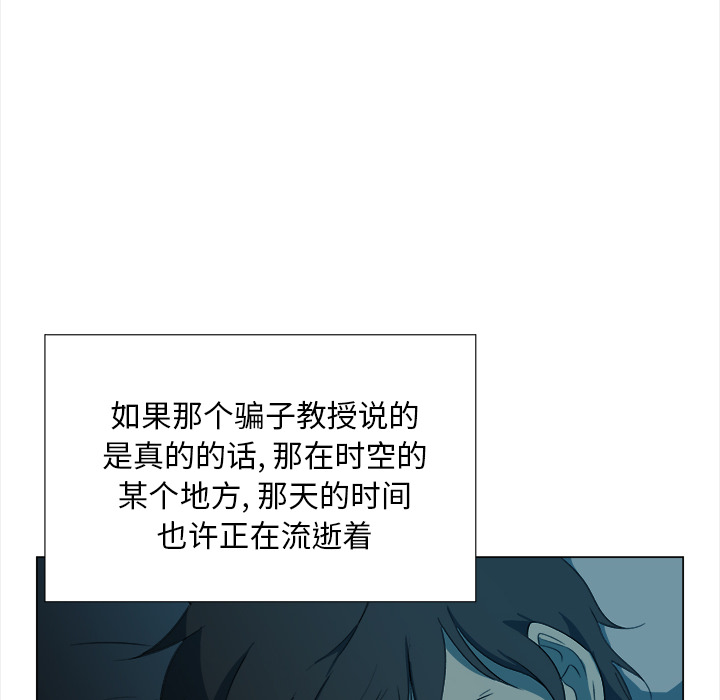 如果那个骗子教授说的
是真的的话, 那在时空的
某个地方, 那天的时间
也许正在流逝着